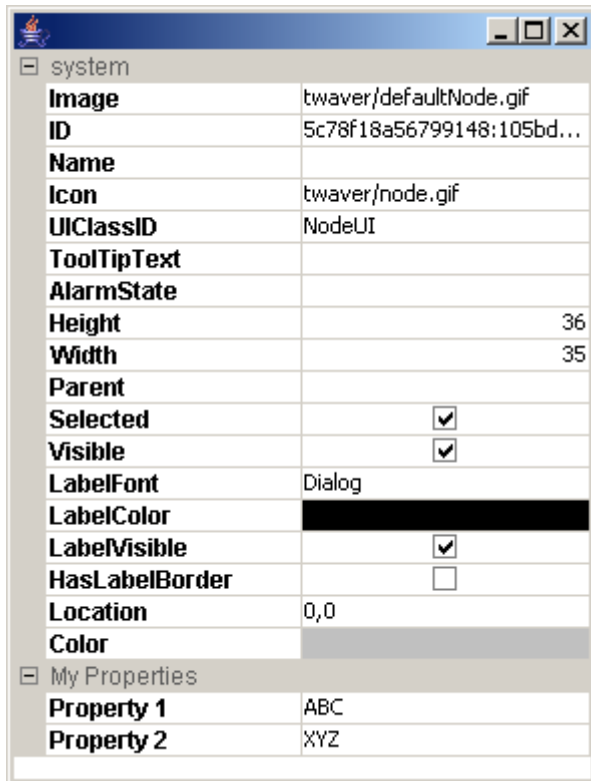 system
Image twaver/defaultNode.gif
ID 5c78f18a56799148:105bd...
Name
Icon twaver/node.gif
UIClassID NodeUI
ToolTipText
AlarmState
Height 36
Width 35
Parent
Selected
Visible
LabelFont Dialog
LabelColor
LabelVisible
HasLabelBorder
Location 0,0
Color
My Properties
Property 1 ABC
Property 2 XYZ